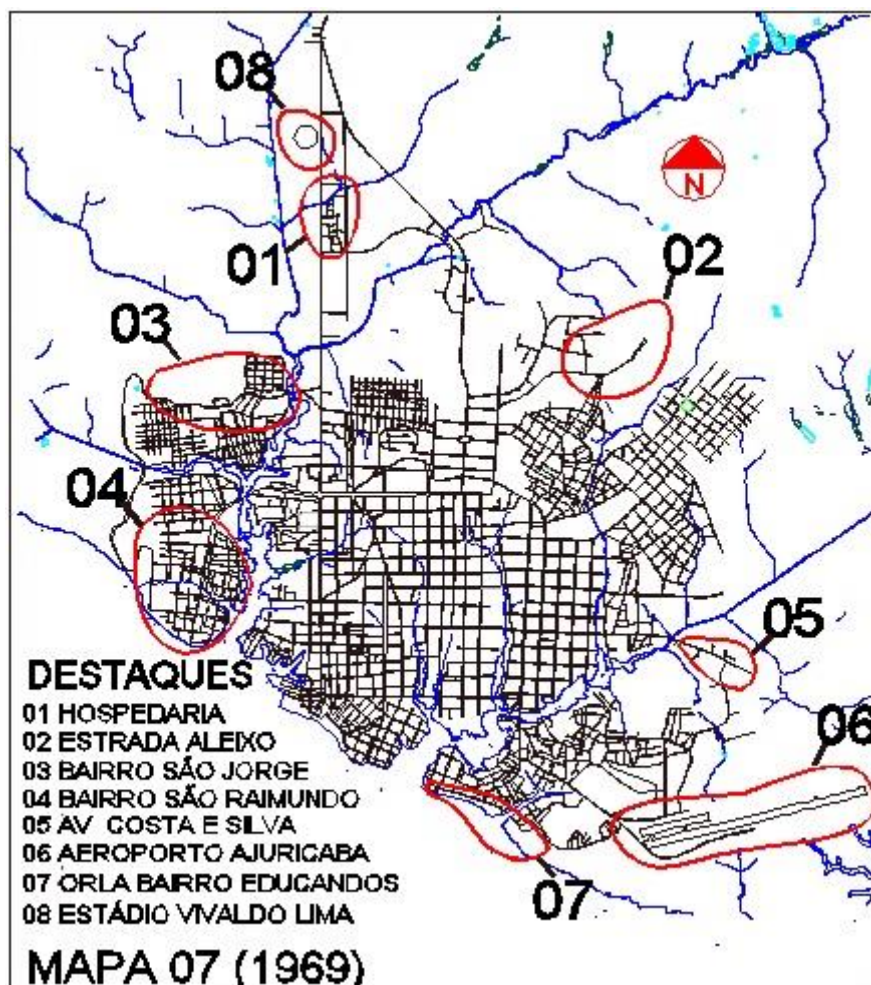 08
N
01
02
03
04
05
06
07
DESTAQUES
01 HOSPEDARIA
02 ESTRADA ALEIXO
03 BAIRRO SÃO JORGE
04 BAIRRO SÃO RAIMUNDO
05 AV COSTA E SILVA
06 AEROPORTO AJURICABA
07 ORLA BAIRRO EDUCANDOS
08 ESTÁDIO VIVALDO LIMA
MAPA 07 (1969)